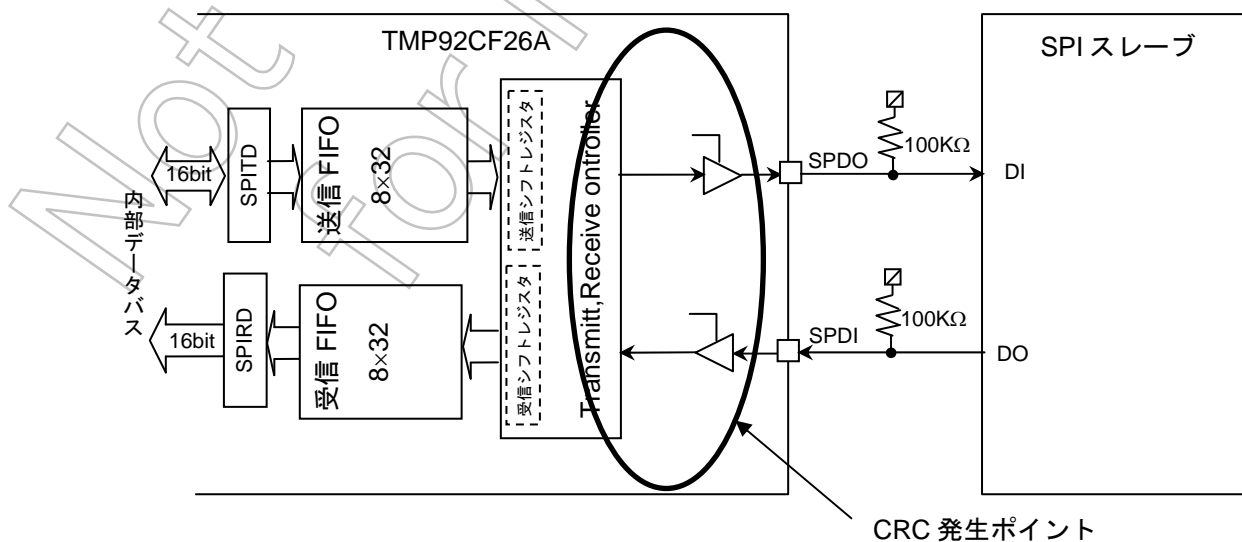 TMP92CF26A
SPI スレーブ
内部データバス
16bit
SPITD
送信 FIFO
8×32
送信シフトレジスタ
Transmitt,Receive ontroller
SPDO
100KΩ
DI
16bit
SPIRD
受信 FIFO
8×32
受信シフトレジスタ
SPDI
100KΩ
DO
CRC 発生ポイント
Not
for